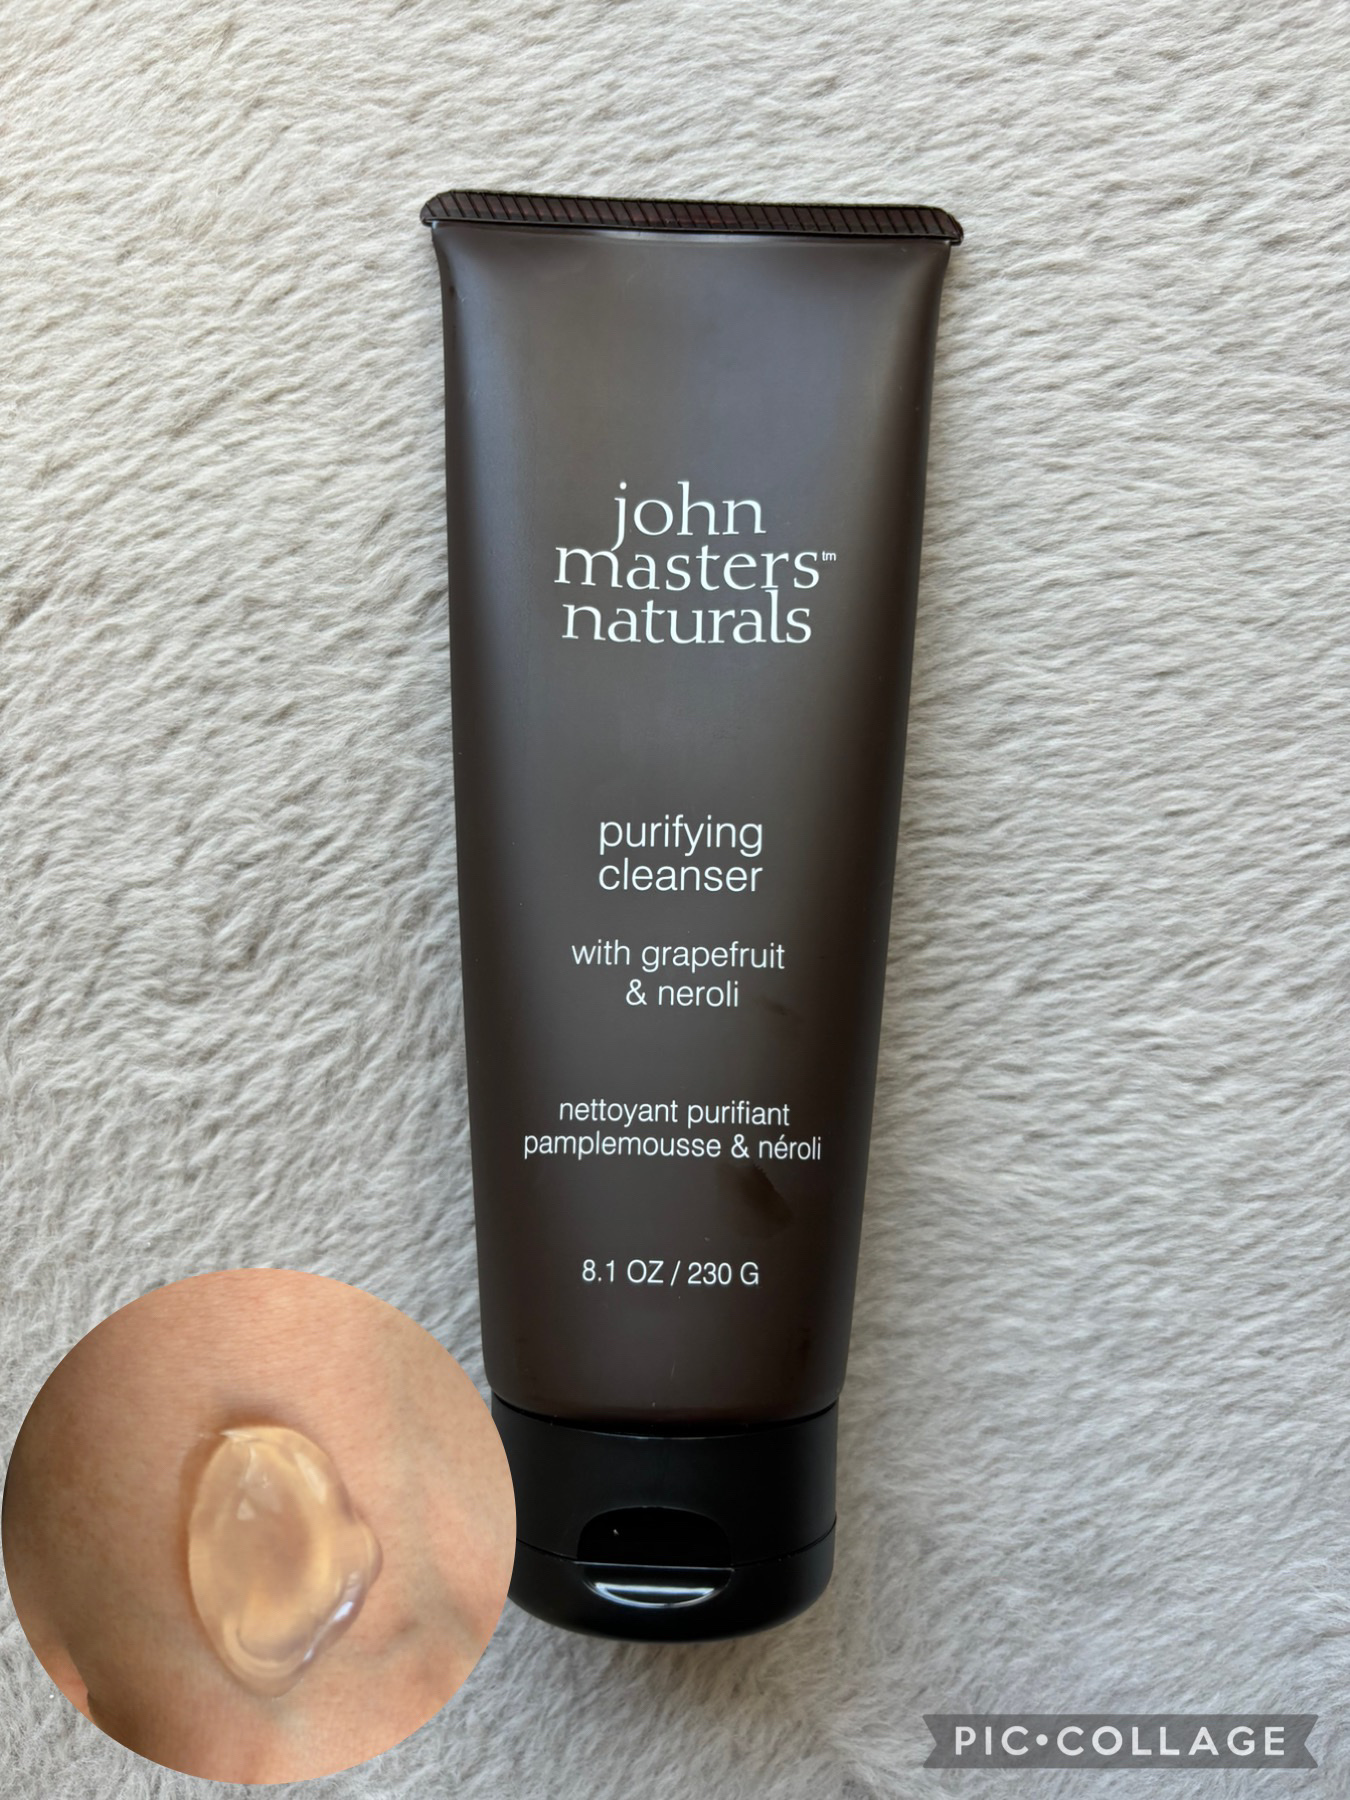 john
masters™
naturals
purifying
cleanser
with grapefruit
& neroli
nettoyant purifiant
pamplemousse & néroli
8.1 OZ / 230 G
PIC•COLLAGE